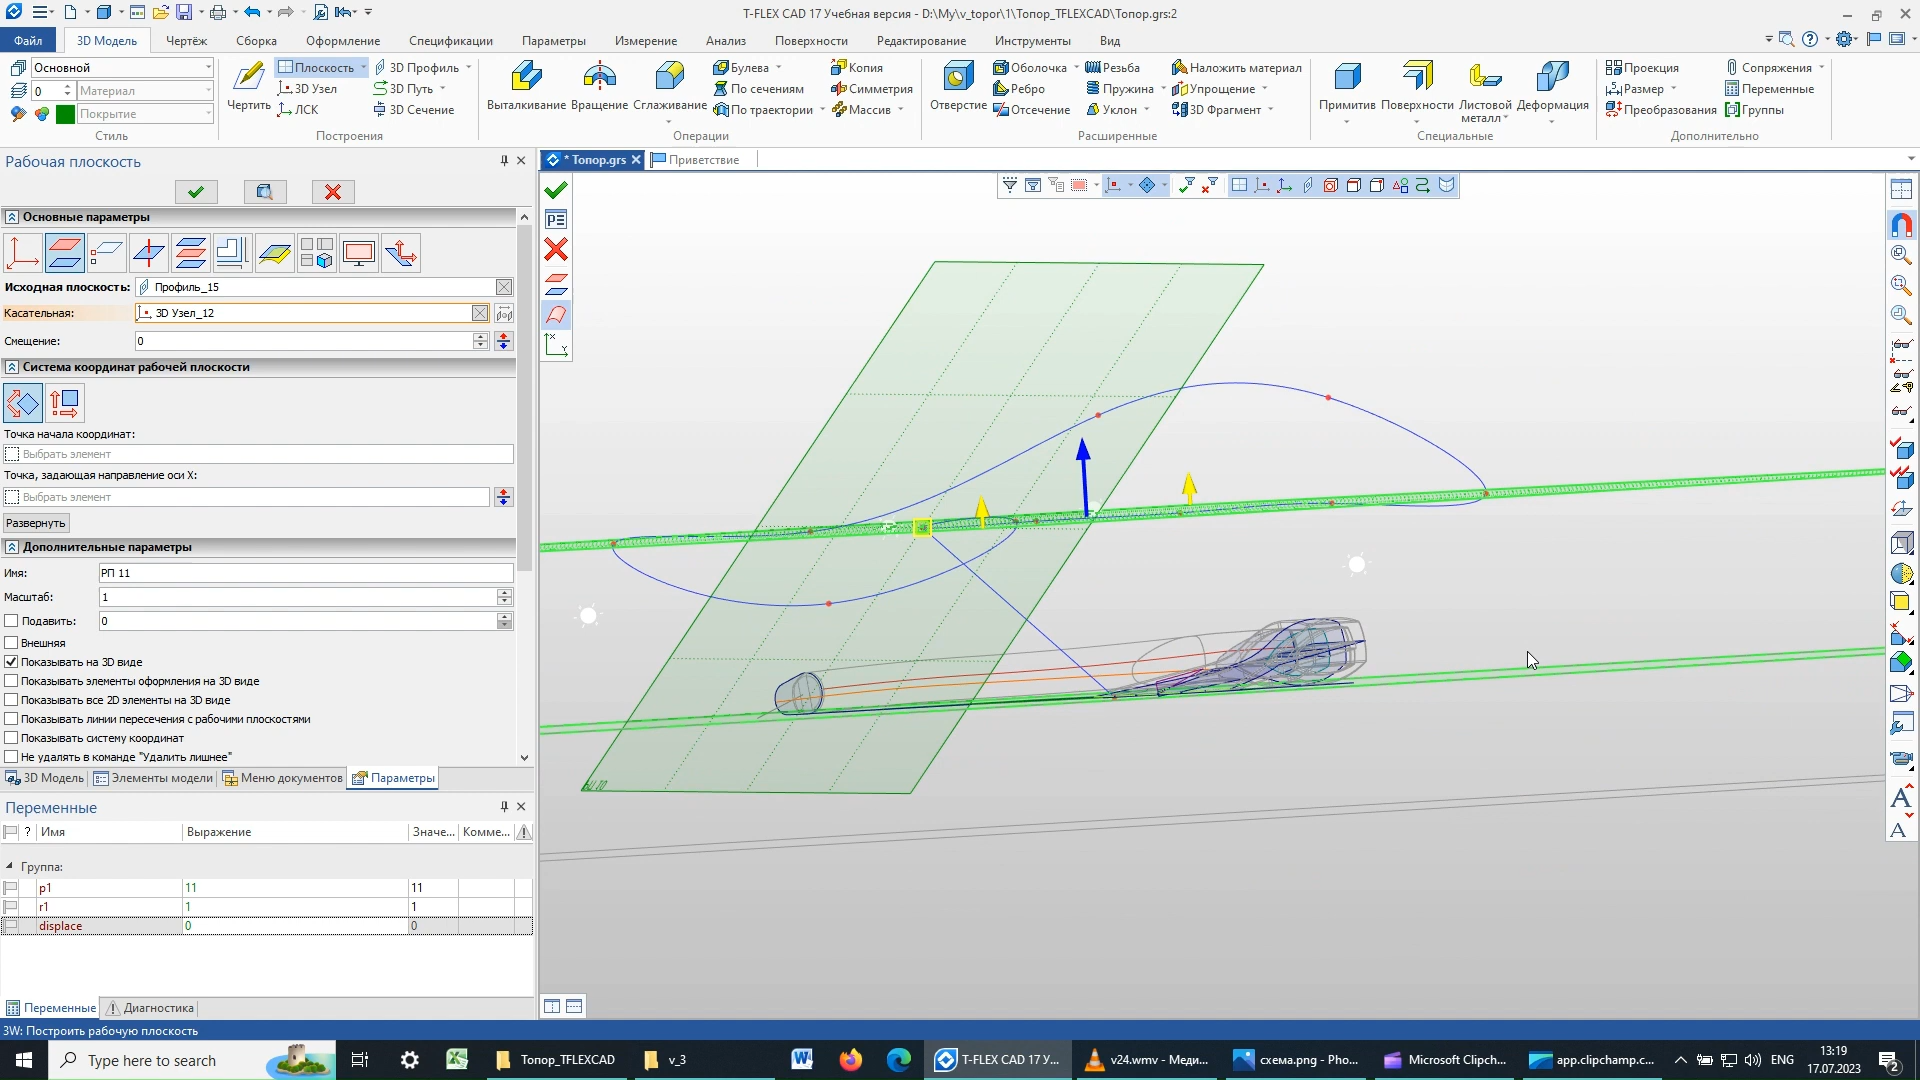 T-FLEX CAD 17 Учебная версия - D:\My\v_topor\1\Топор_TFLEXCAD\Топор.grs:2
Файл 3D Модель Чертёж Сборка Оформление Спецификации Параметры Измерение Анализ Поверхности Редактирование Инструменты Вид
Основной
0 Материал
Покрытие
Стиль
Чертить
Плоскость
3D Узел
ЛСК
3D Профиль
3D Путь
3D Сечение
Построения
Выталкивание Вращение Сглаживание
Булева
По сечениям
По траектории
Копия
Симметрия
Массив
Операции
Отверстие
Оболочка
Ребро
Отсечение
Резьба
Пружина
Уклон
Наложить материал
Упрощение
3D Фрагмент
Расширенные
Примитив Поверхности Листовой металл Деформация
Специальные
Проекция
Размер
Преобразования
Сопряжения
Переменные
Группы
Дополнительно
Рабочая плоскость
* Топор.grs
Приветствие
Основные параметры
Исходная плоскость: Профиль_15
Касательная: 3D Узел_12
Смещение: 0
Система координат рабочей плоскости
Точка начала координат:
Выбрать элемент
Точка, задающая направление оси X:
Выбрать элемент
Развернуть
Дополнительные параметры
Имя: РП 11
Масштаб: 1
Подавить: 0
Внешняя
Показывать на 3D виде
Показывать элементы оформления на 3D виде
Показывать все 2D элементы на 3D виде
Показывать линии пересечения с рабочими плоскостями
Показывать систему координат
Не удалять в команде "Удалить лишнее"
3D Модель Элементы модели Меню документов Параметры
Переменные
? Имя Выражение Значе... Комме...
Группа:
p1 11 11
r1 1 1
displace 0 0
Переменные Диагностика
3W: Построить рабочую плоскость
Type here to search
Топор_TFLEXCAD
v_3
T-FLEX CAD 17 У...
v24.wmv - Меди...
схема.png - Pho...
Microsoft Clipch...
app.clipchamp.c...
ENG
13:19
17.07.2023
2